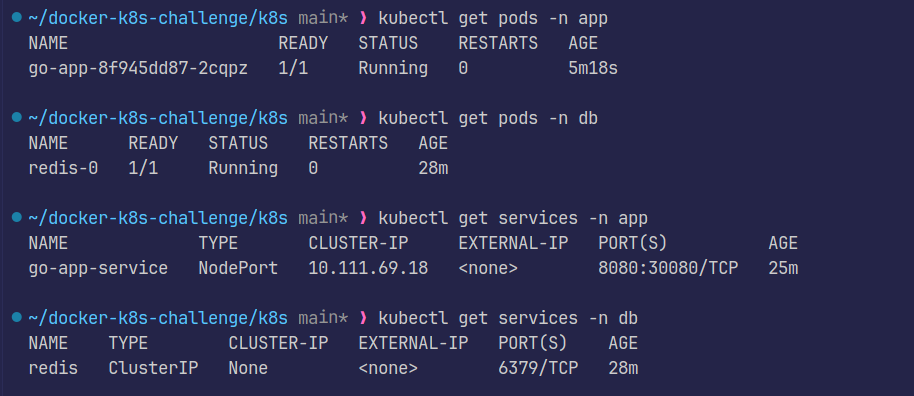 ~/docker-k8s-challenge/k8s main* ❯ kubectl get pods -n app
NAME                     READY   STATUS    RESTARTS   AGE
go-app-8f945dd87-2cqpz   1/1     Running   0          5m18s
~/docker-k8s-challenge/k8s main* ❯ kubectl get pods -n db
NAME      READY   STATUS    RESTARTS   AGE
redis-0   1/1     Running   0          28m
~/docker-k8s-challenge/k8s main* ❯ kubectl get services -n app
NAME             TYPE       CLUSTER-IP     EXTERNAL-IP   PORT(S)          AGE
go-app-service   NodePort   10.111.69.18   <none>        8080:30080/TCP   25m
~/docker-k8s-challenge/k8s main* ❯ kubectl get services -n db
NAME    TYPE        CLUSTER-IP   EXTERNAL-IP   PORT(S)    AGE
redis   ClusterIP   None         <none>        6379/TCP   28m